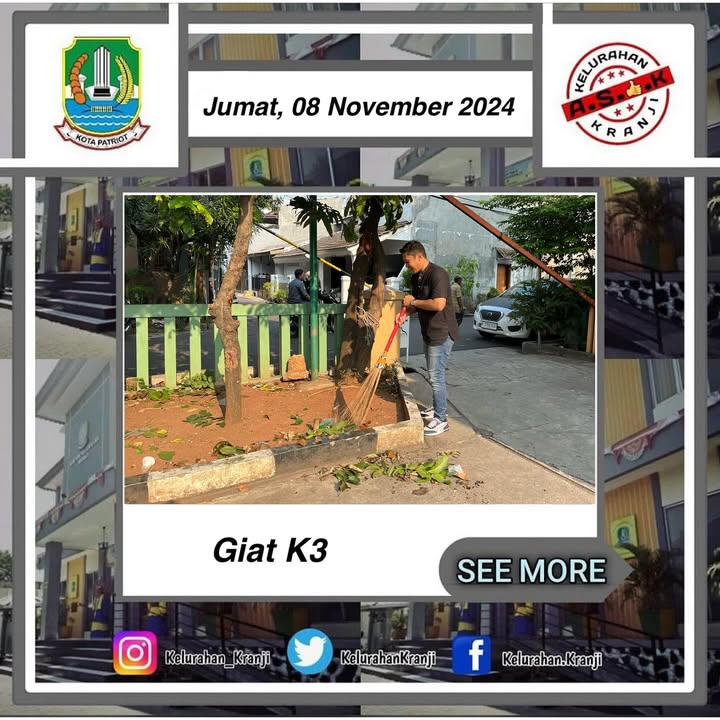 KOTA PATRIOT
Jumat, 08 November 2024
KELURAHAN
A.S.I.K
KRANJI
Giat K3
SEE MORE
Kelurahan_Kranji
KelurahanKranji
Kelurahan.Kranji